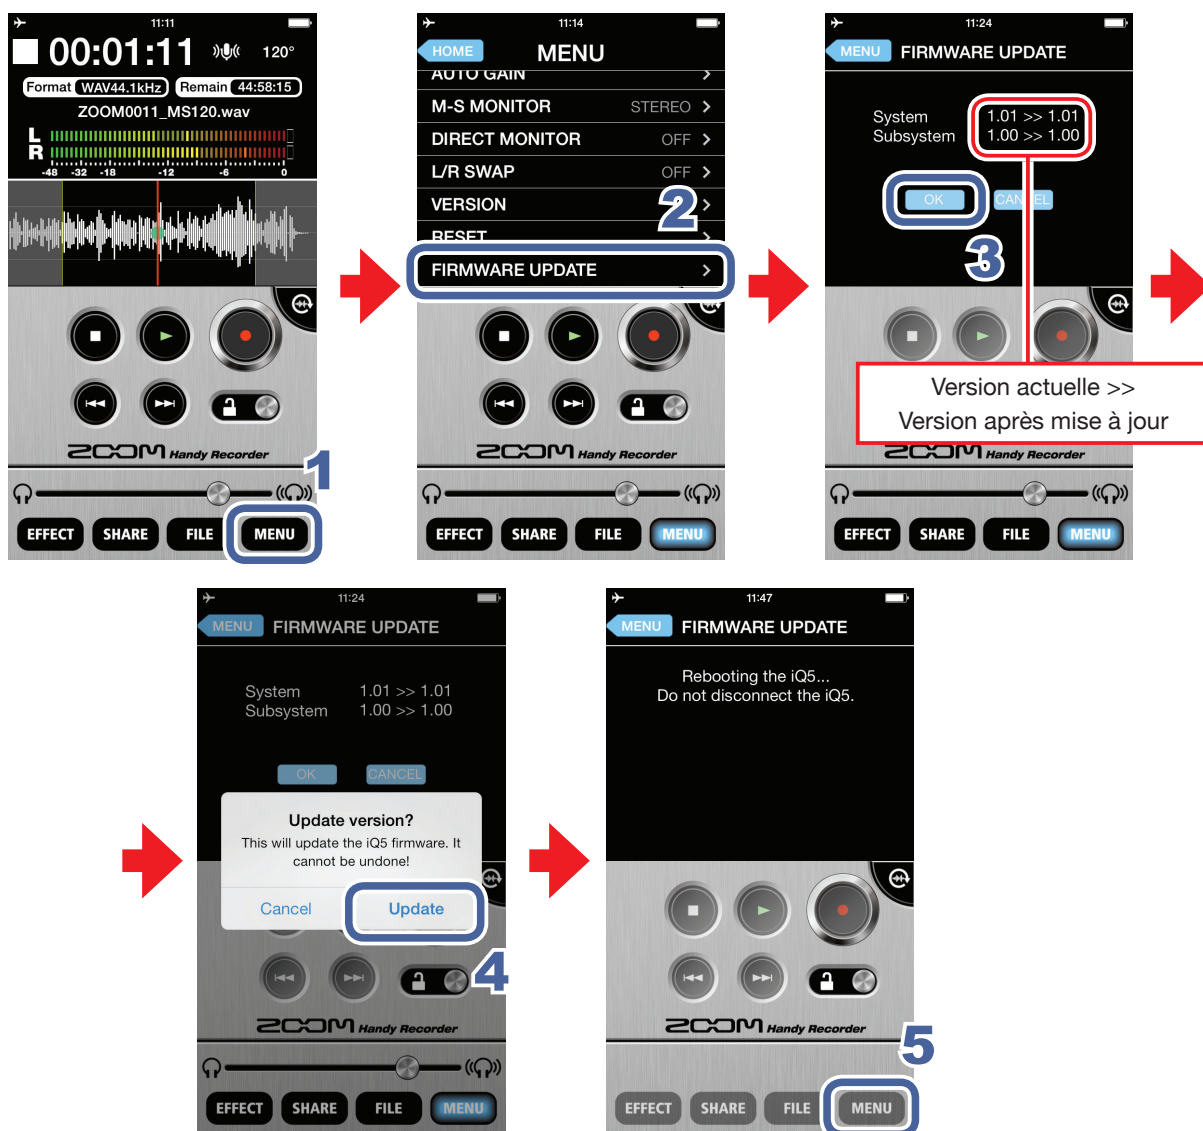 11:11
00:01:11 120°
Format WAV44.1kHz Remain 44:58:15
ZOOM0011_MS120.wav
L
R
-48 -32 -18 -12 -6 0
ZOOM Handy Recorder
1
EFFECT SHARE FILE MENU
11:14
HOME MENU
AUTO GAIN >
M-S MONITOR STEREO >
DIRECT MONITOR OFF >
L/R SWAP OFF >
VERSION >
2
RESET >
FIRMWARE UPDATE >
ZOOM Handy Recorder
EFFECT SHARE FILE MENU
11:24
MENU FIRMWARE UPDATE
System 1.01 >> 1.01
Subsystem 1.00 >> 1.00
OK CANCEL
3
Version actuelle >>
Version après mise à jour
ZOOM Handy Recorder
EFFECT SHARE FILE MENU
11:24
MENU FIRMWARE UPDATE
System 1.01 >> 1.01
Subsystem 1.00 >> 1.00
OK CANCEL
Update version?
This will update the iQ5 firmware. It
cannot be undone!
Cancel Update
4
ZOOM Handy Recorder
EFFECT SHARE FILE MENU
11:47
MENU FIRMWARE UPDATE
Rebooting the iQ5...
Do not disconnect the iQ5.
ZOOM Handy Recorder
5
EFFECT SHARE FILE MENU